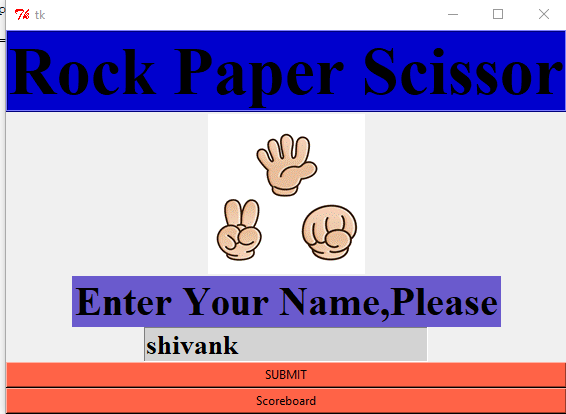 tk
Rock Paper Scissor
Enter Your Name,Please
shivank
SUBMIT
Scoreboard